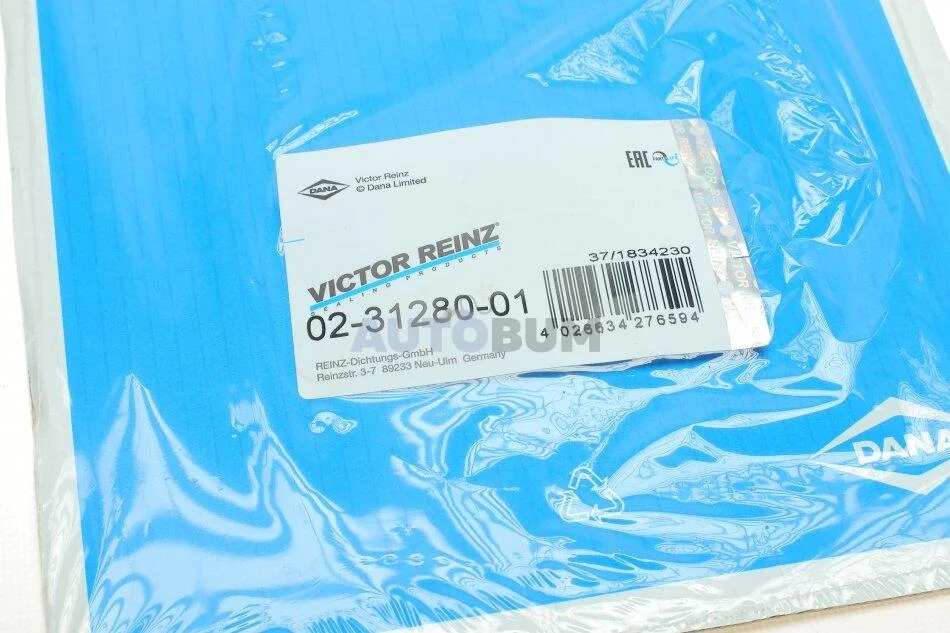 DANA
Victor Reinz
© Dana Limited
EAC
VICTOR REINZ®
SEALING PRODUCTS
37/1834230
02-31280-01
4 026634 276594
AUTOBUM
REINZ-Dichtungs-GmbH
Reinzstr. 3-7 89233 Neu-Ulm Germany
DANA